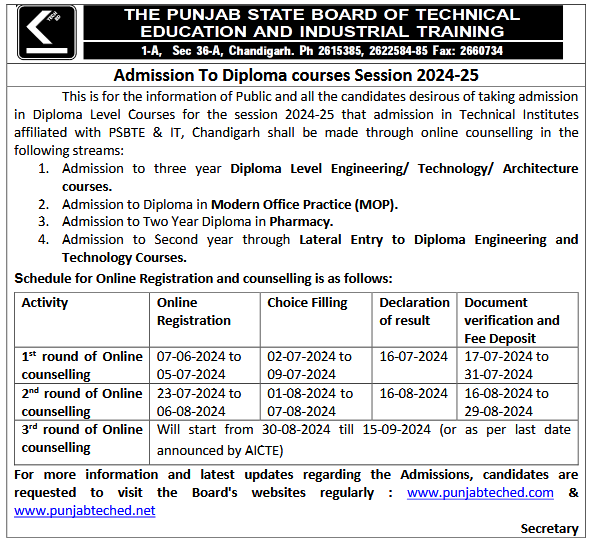 TECH ED
THE PUNJAB STATE BOARD OF TECHNICAL
EDUCATION AND INDUSTRIAL TRAINING
1-A, Sec 36-A, Chandigarh. Ph 2615385, 2622584-85 Fax: 2660734
Admission To Diploma courses Session 2024-25
This is for the information of Public and all the candidates desirous of taking admission
in Diploma Level Courses for the session 2024-25 that admission in Technical Institutes
affiliated with PSBTE & IT, Chandigarh shall be made through online counselling in the
following streams:
1. Admission to three year Diploma Level Engineering/ Technology/ Architecture
courses.
2. Admission to Diploma in Modern Office Practice (MOP).
3. Admission to Two Year Diploma in Pharmacy.
4. Admission to Second year through Lateral Entry to Diploma Engineering and
Technology Courses.
Schedule for Online Registration and counselling is as follows:
Activity Online Choice Filling Declaration Document
Registration of result verification and
Fee Deposit
1st round of Online 07-06-2024 to 02-07-2024 to 16-07-2024 17-07-2024 to
counselling 05-07-2024 09-07-2024 31-07-2024
2nd round of Online 23-07-2024 to 01-08-2024 to 16-08-2024 16-08-2024 to
counselling 06-08-2024 07-08-2024 29-08-2024
3rd round of Online Will start from 30-08-2024 till 15-09-2024 (or as per last date
counselling announced by AICTE)
For more information and latest updates regarding the Admissions, candidates are
requested to visit the Board's websites regularly : www.punjabteched.com &
www.punjabteched.net
Secretary